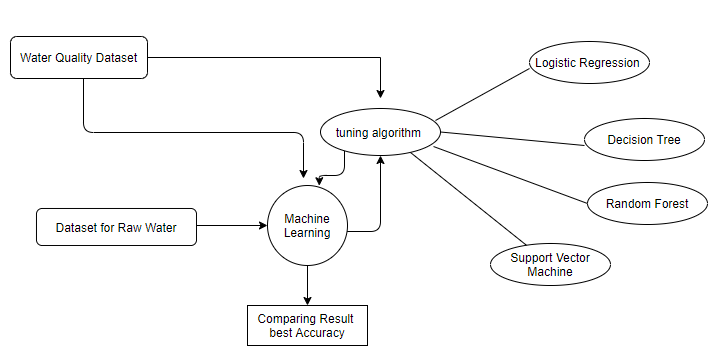 Water Quality Dataset
Logistic Regression
tuning algorithm
Decision Tree
Random Forest
Machine
Learning
Dataset for Raw Water
Support Vector
Machine
Comparing Result
best Accuracy